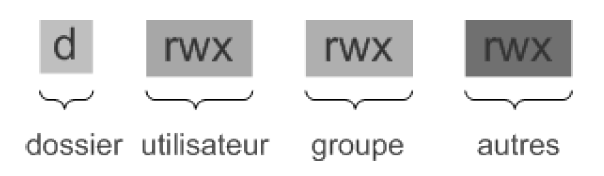 d rwx rwx rwx
dossier utilisateur groupe autres